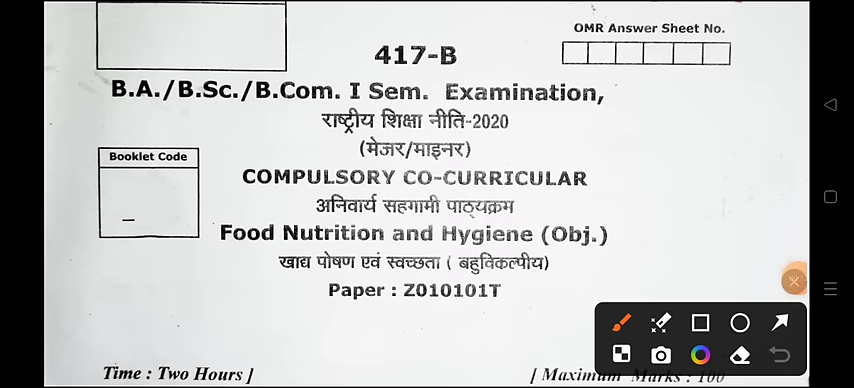 OMR Answer Sheet No.
417-B
B.A./B.Sc./B.Com. I Sem. Examination,
राष्ट्रीय शिक्षा नीति-2020
(मेजर/माइनर)
Booklet Code
COMPULSORY CO-CURRICULAR
अनिवार्य सहगामी पाठ्यक्रम
Food Nutrition and Hygiene (Obj.)
खाद्य पोषण एवं स्वच्छता ( बहुविकल्पीय)
Paper : Z010101T
Time : Two Hours ]
[ Maximum Marks : 100